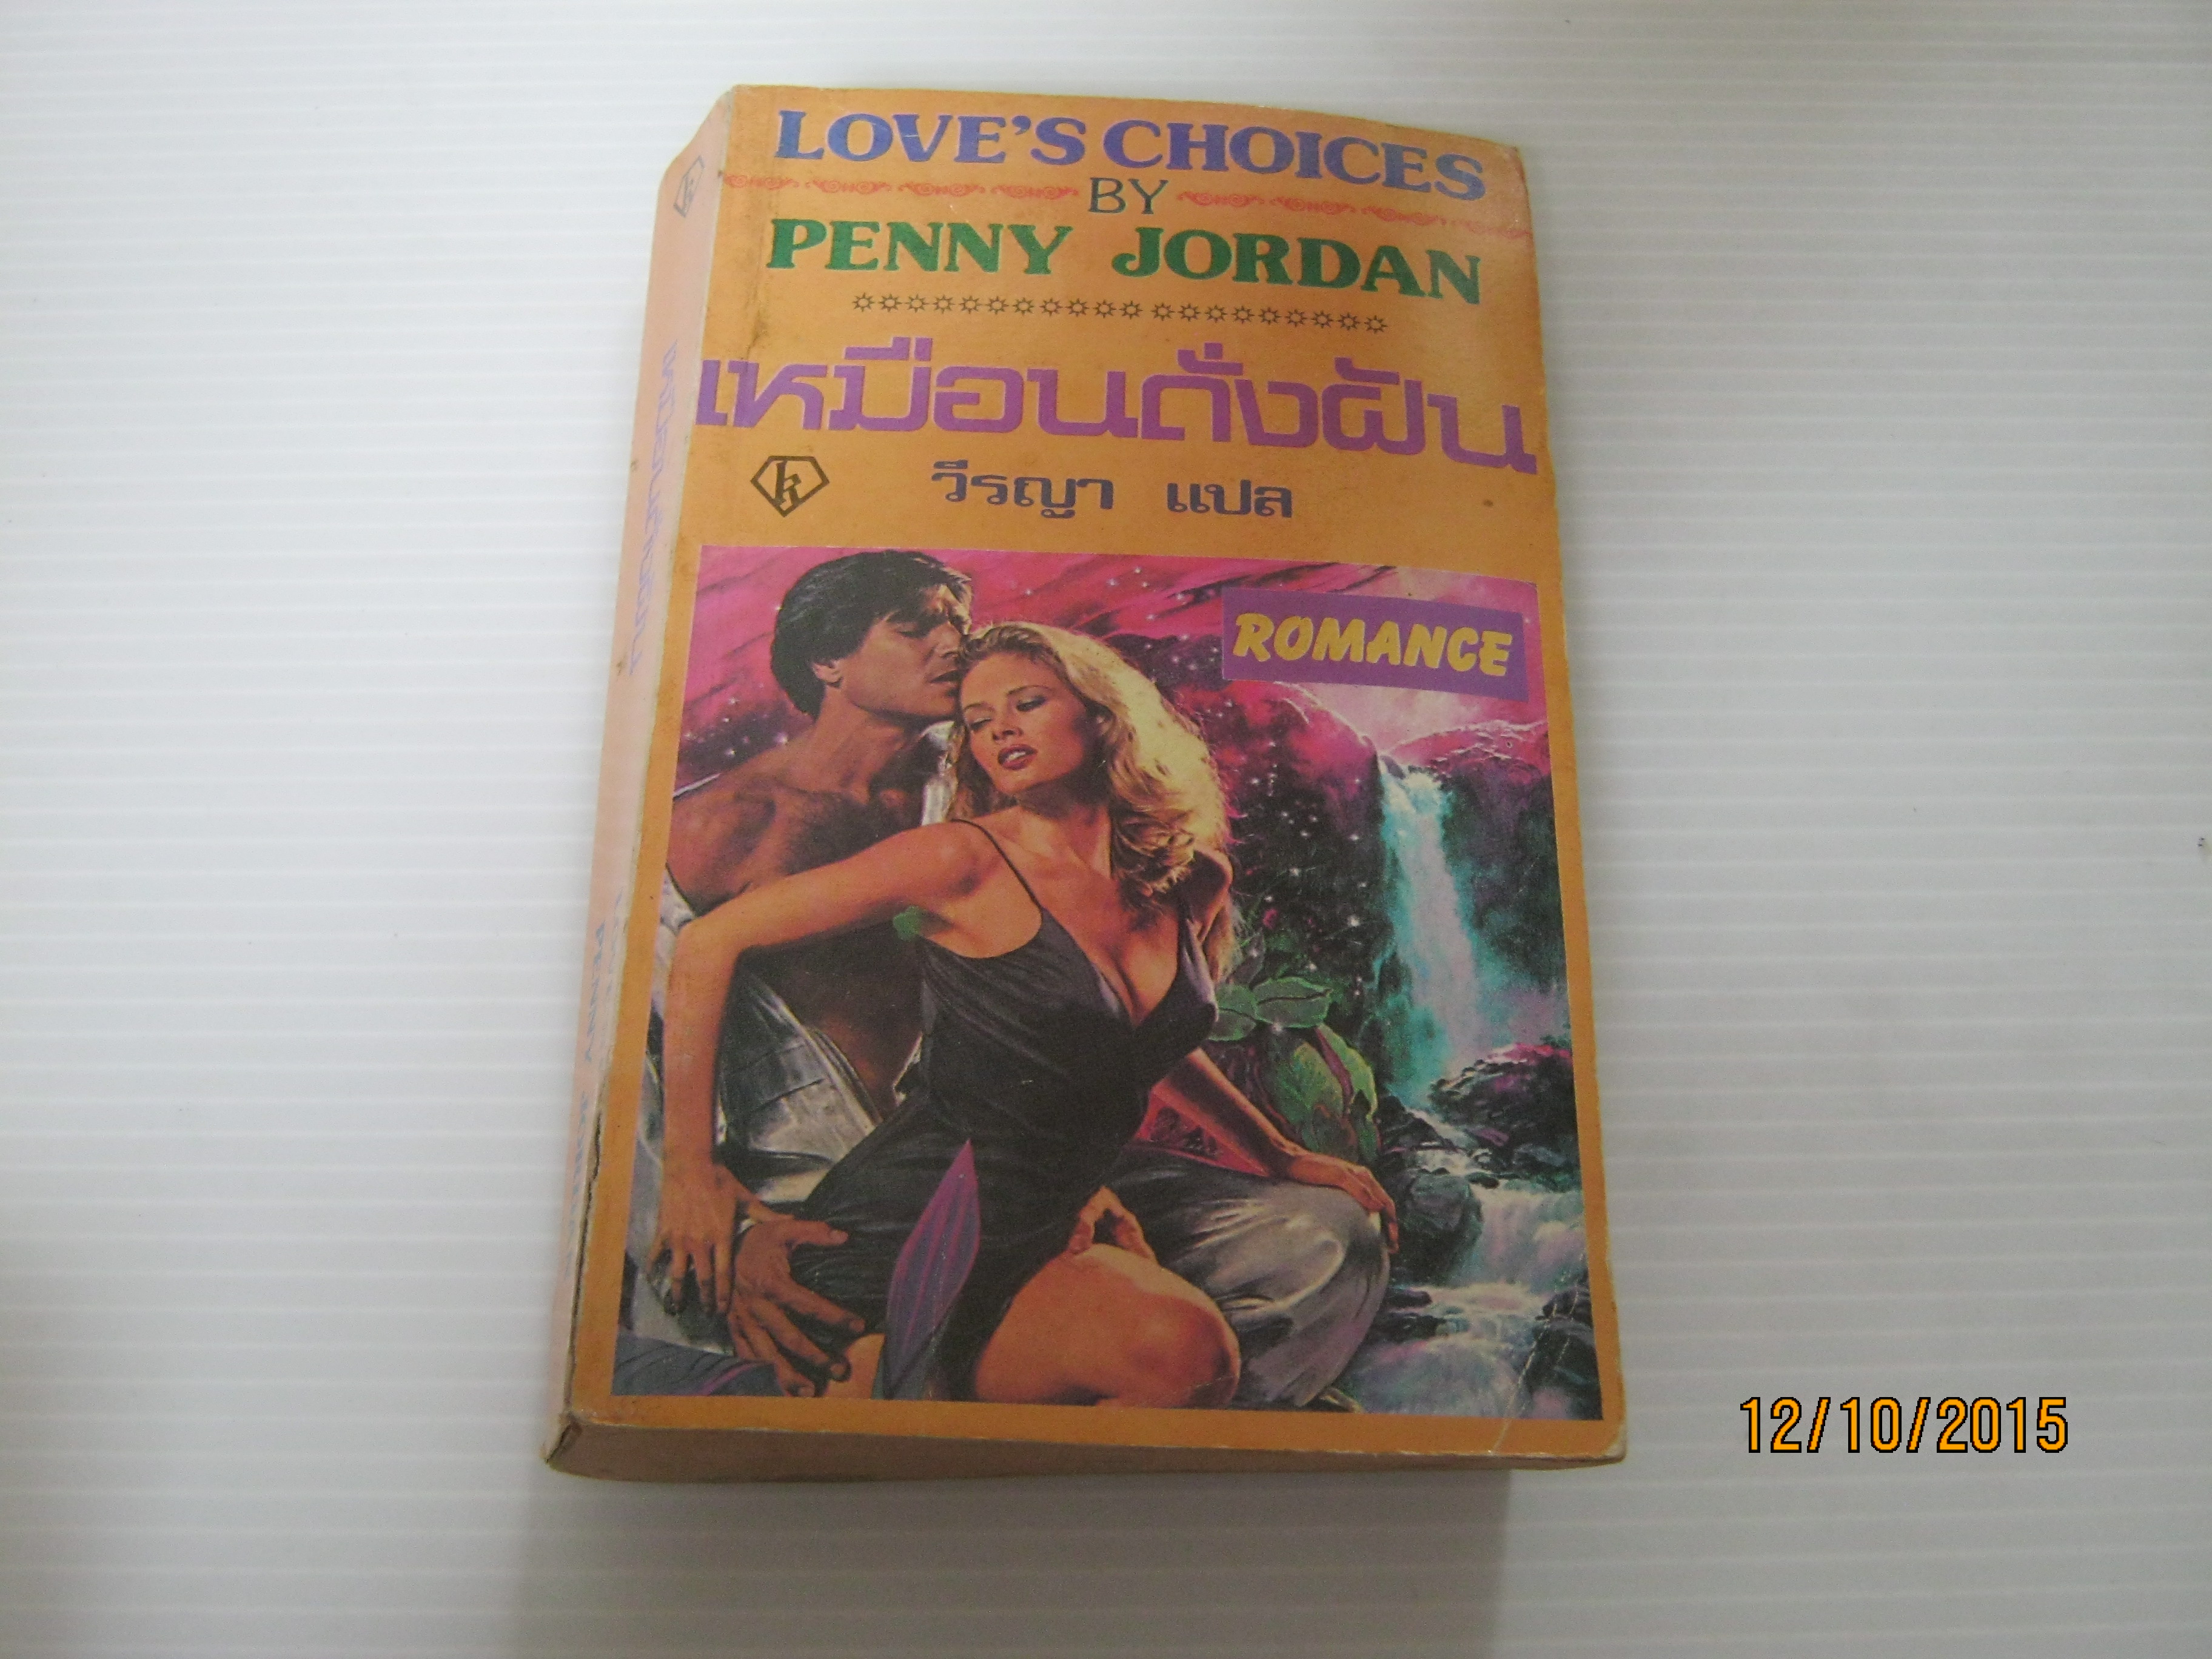 LOVE'S CHOICES
BY
PENNY JORDAN
เหมือนดั่งฝัน
k
วีรญา แปล
ROMANCE
k
12/10/2015